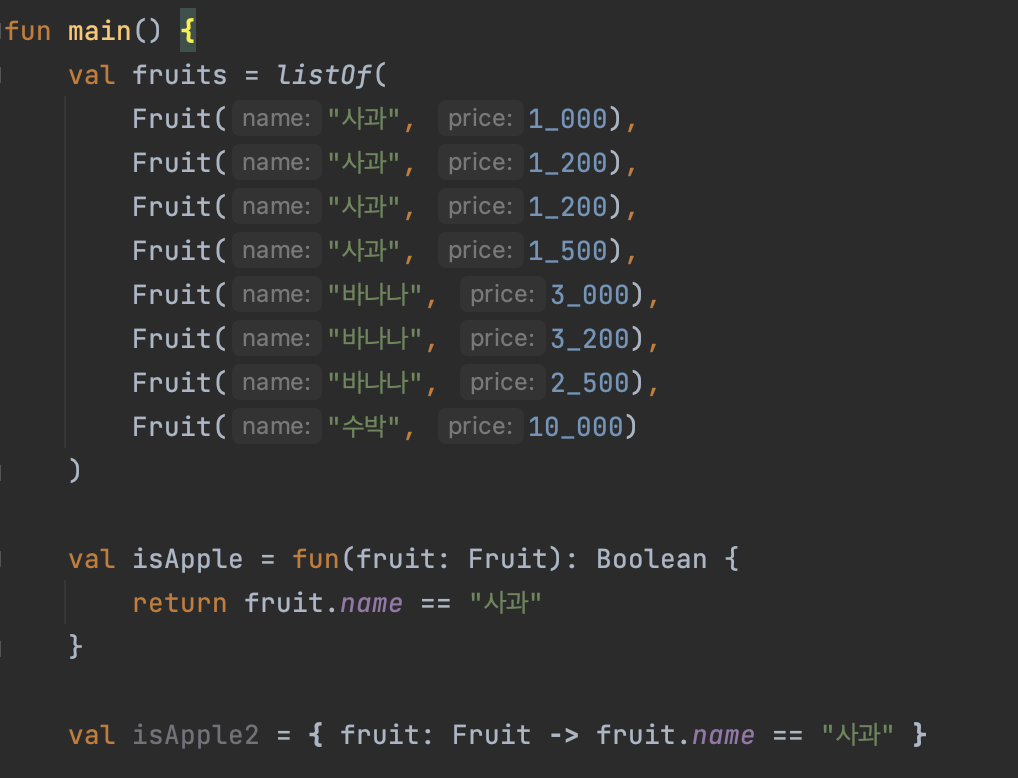 fun main() {
val fruits = listOf(
Fruit( name: "사과", price: 1_000),
Fruit( name: "사과", price: 1_200),
Fruit( name: "사과", price: 1_200),
Fruit( name: "사과", price: 1_500),
Fruit( name: "바나나", price: 3_000),
Fruit( name: "바나나", price: 3_200),
Fruit( name: "바나나", price: 2_500),
Fruit( name: "수박", price: 10_000)
)
val isApple = fun(fruit: Fruit): Boolean {
return fruit.name == "사과"
}
val isApple2 = { fruit: Fruit -> fruit.name == "사과" }